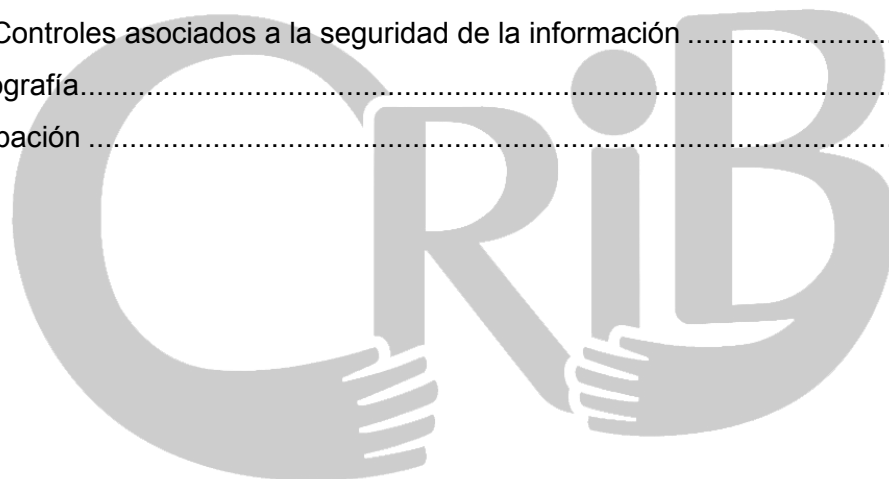 Controles asociados a la seguridad de la información ........................
ografía....................................................................................................
pación ...................................................................................................
CRiB